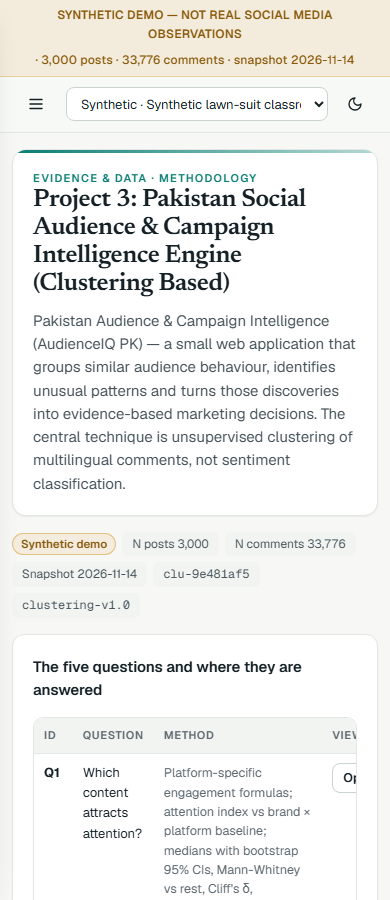 SYNTHETIC DEMO — NOT REAL SOCIAL MEDIA
OBSERVATIONS
· 3,000 posts · 33,776 comments · snapshot 2026-11-14
Synthetic · Synthetic lawn-suit classr
EVIDENCE & DATA · METHODOLOGY
Project 3: Pakistan Social
Audience & Campaign
Intelligence Engine
(Clustering Based)
Pakistan Audience & Campaign Intelligence
(AudienceIQ PK) — a small web application that
groups similar audience behaviour, identifies
unusual patterns and turns those discoveries
into evidence-based marketing decisions. The
central technique is unsupervised clustering of
multilingual comments, not sentiment
classification.
Synthetic demo N posts 3,000 N comments 33,776
Snapshot 2026-11-14 clu-9e481af5
clustering-v1.0
The five questions and where they are
answered
ID QUESTION METHOD VIEW
Q1 Which Platform-specific Op
content engagement formulas;
attracts attention index vs brand ×
attention? platform baseline;
medians with bootstrap
95% CIs, Mann-Whitney
vs rest, Cliff's δ,